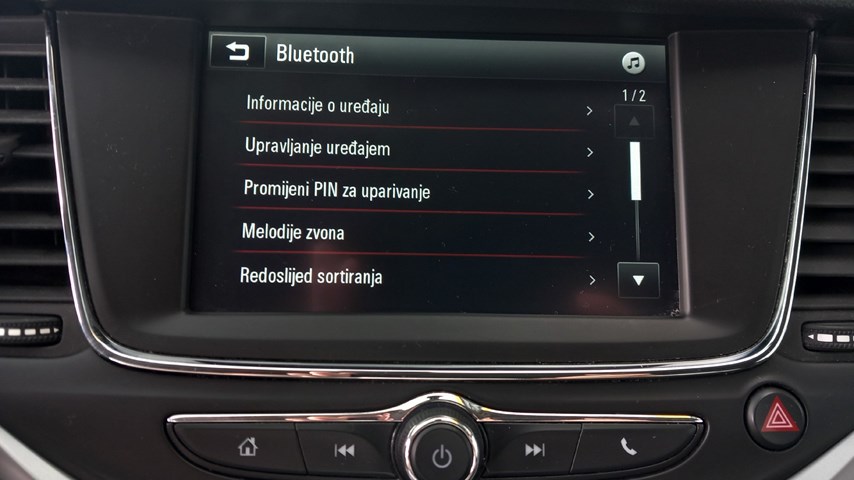 Bluetooth
1/2
Informacije o uređaju
Upravljanje uređajem
Promijeni PIN za uparivanje
Melodije zvona
Redoslijed sortiranja